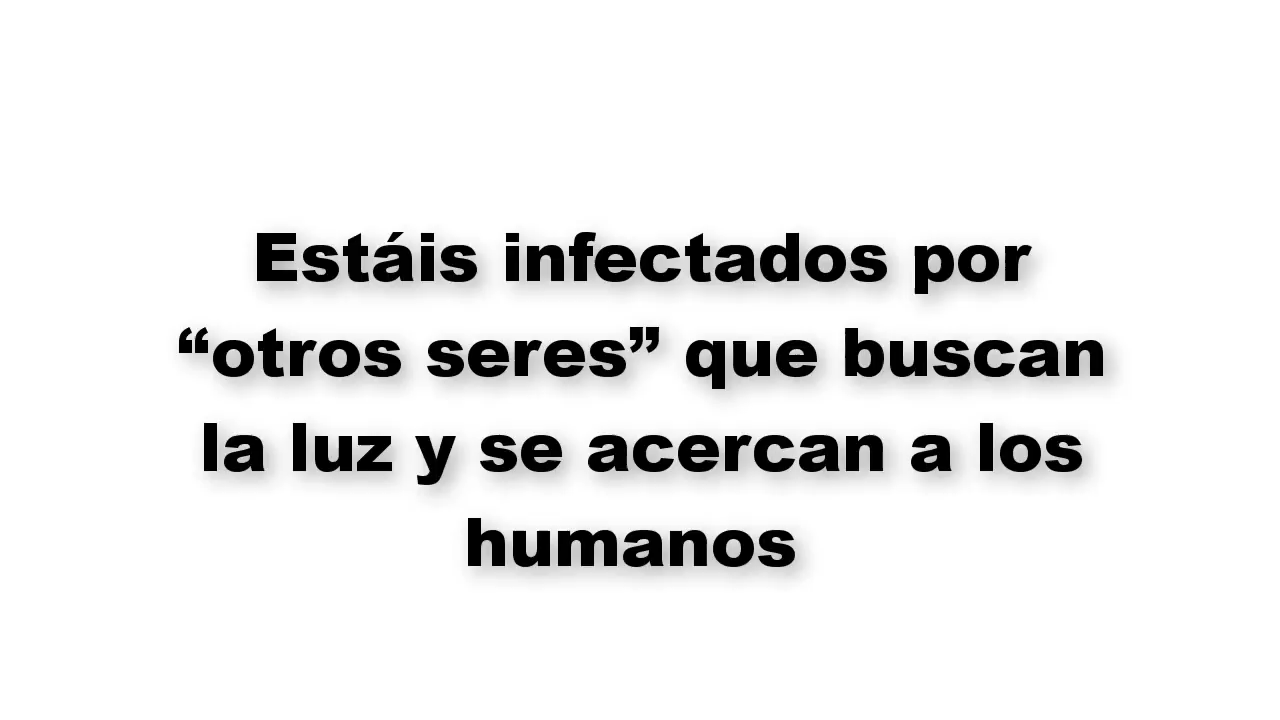 Estáis infectados por
“otros seres” que buscan
la luz y se acercan a los
humanos